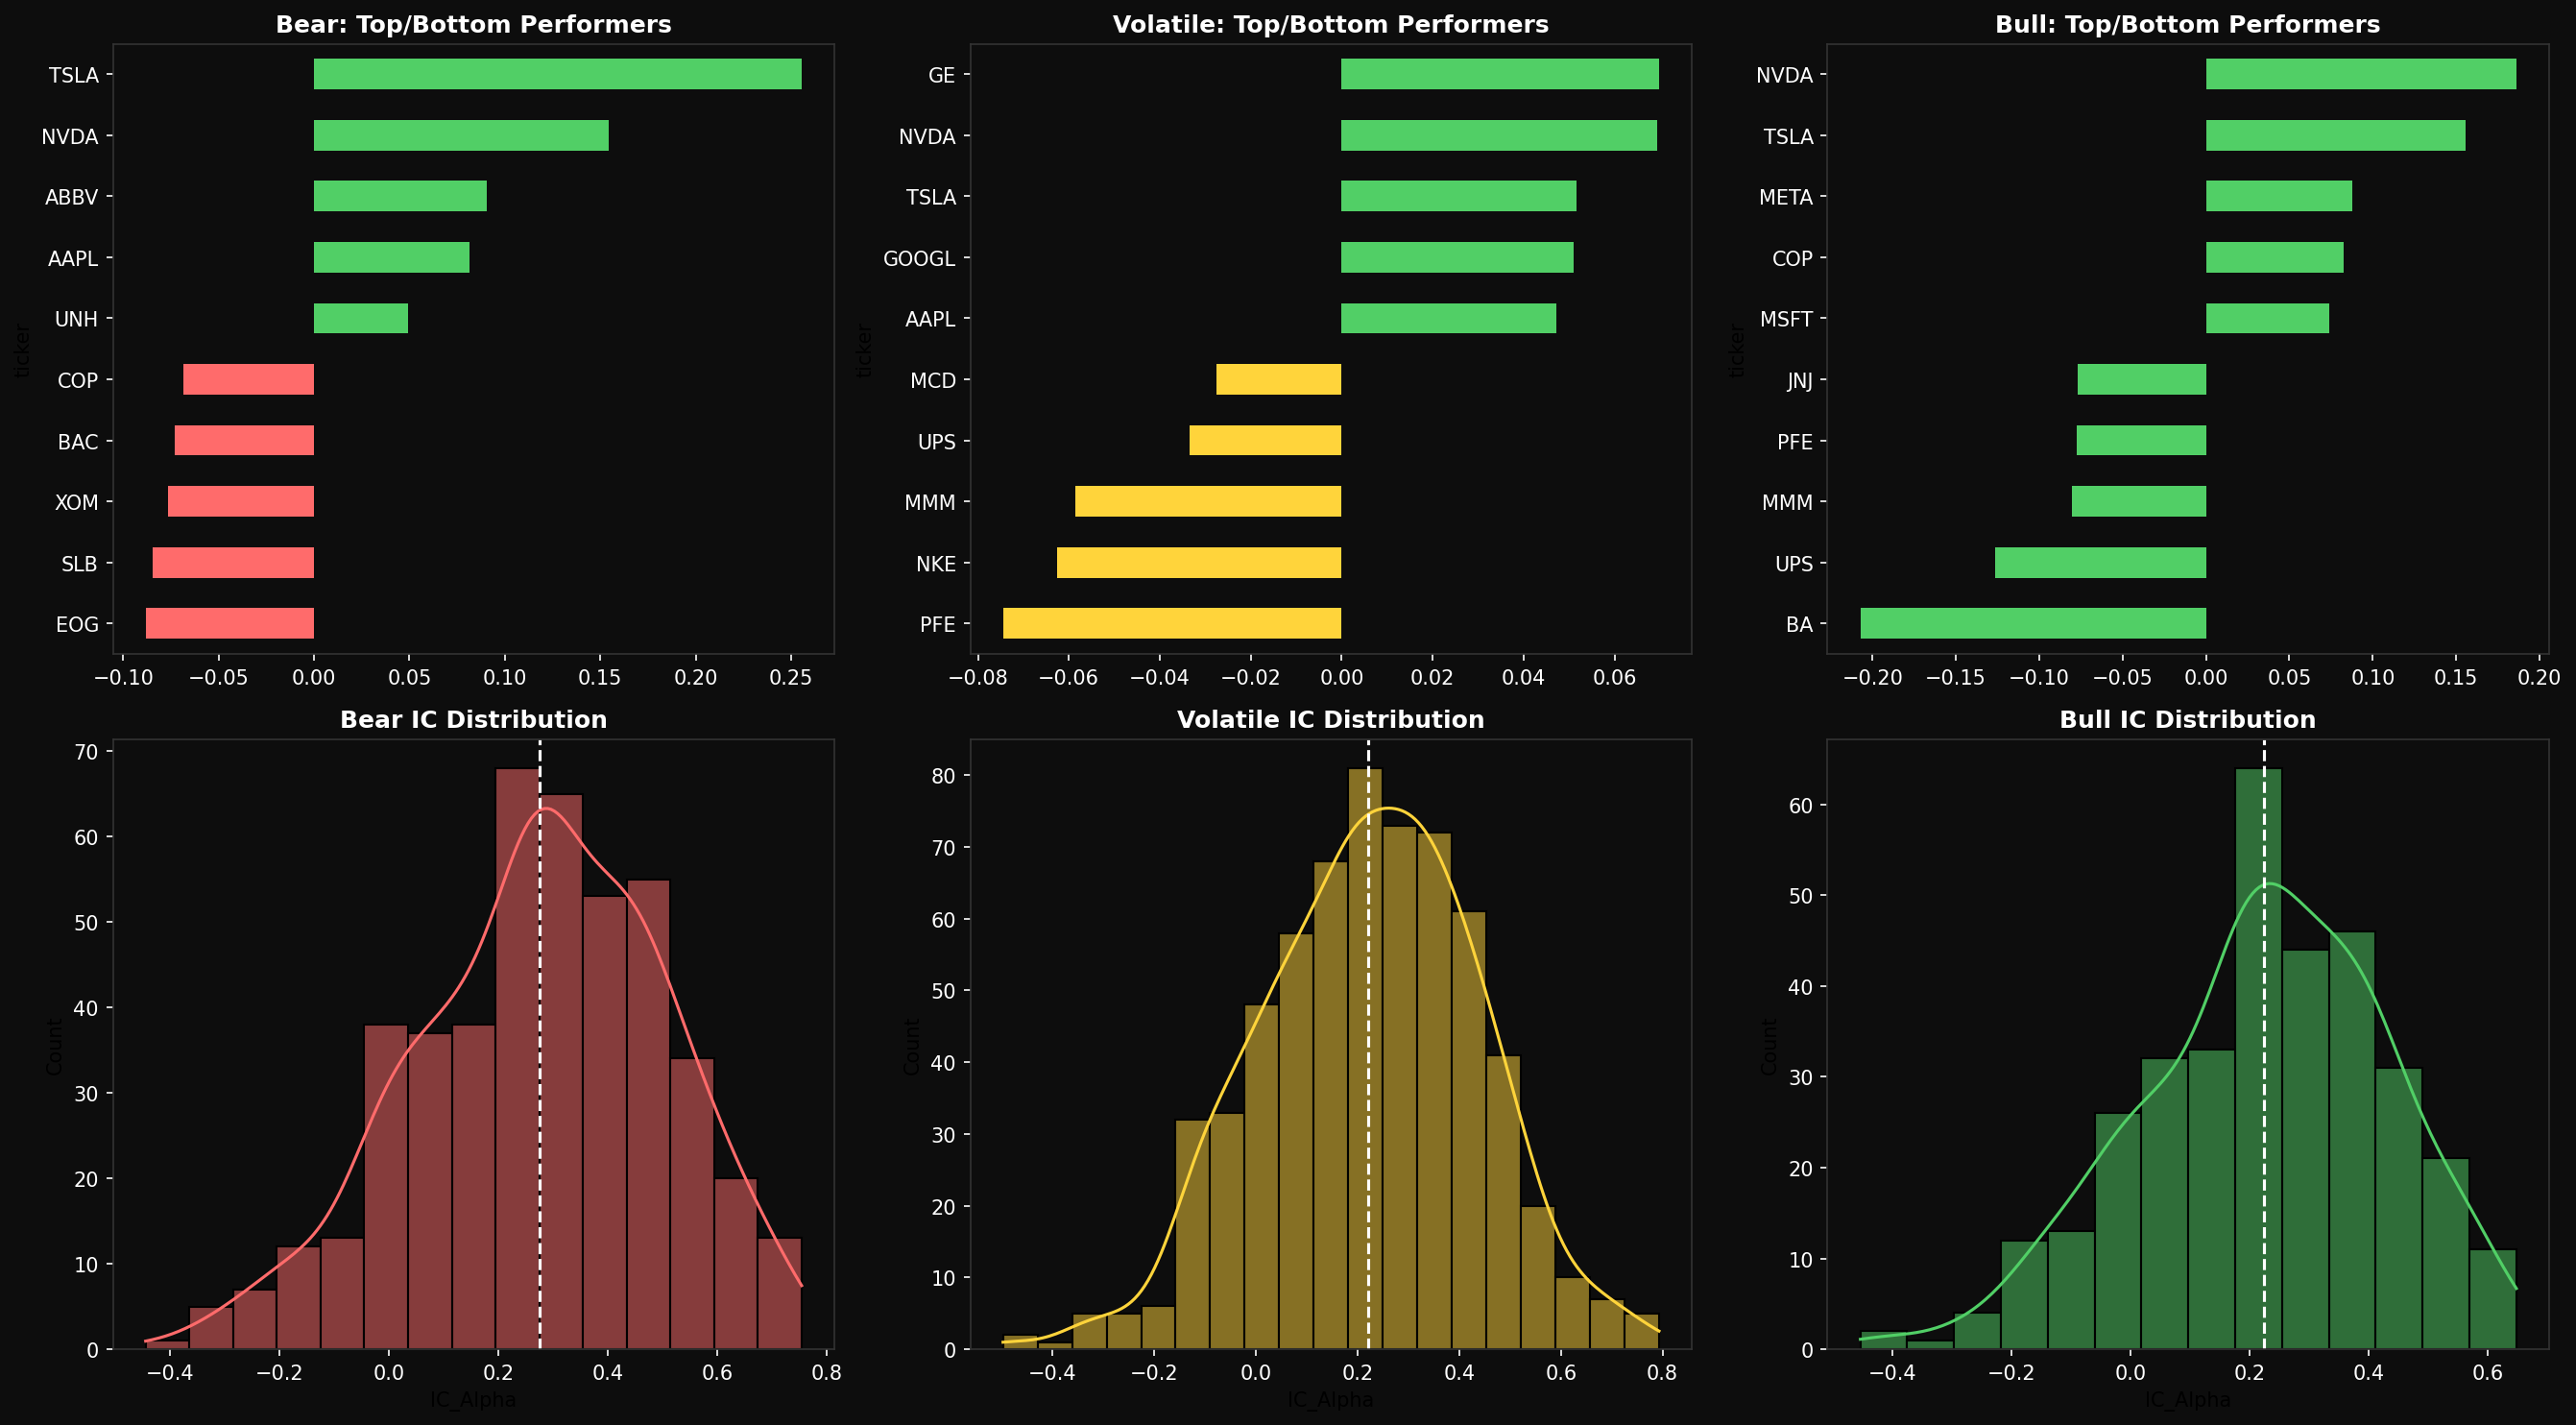 Bear: Top/Bottom Performers
TSLA
NVDA
ABBV
AAPL
UNH
COP
BAC
XOM
SLB
EOG
ticker
−0.10 −0.05 0.00 0.05 0.10 0.15 0.20 0.25
Volatile: Top/Bottom Performers
GE
NVDA
TSLA
GOOGL
AAPL
MCD
UPS
MMM
NKE
PFE
ticker
−0.08 −0.06 −0.04 −0.02 0.00 0.02 0.04 0.06
Bull: Top/Bottom Performers
NVDA
TSLA
META
COP
MSFT
JNJ
PFE
MMM
UPS
BA
ticker
−0.20 −0.15 −0.10 −0.05 0.00 0.05 0.10 0.15 0.20
Bear IC Distribution
70
60
50
40
30
20
10
0
Count
−0.4 −0.2 0.0 0.2 0.4 0.6 0.8
IC_Alpha
Volatile IC Distribution
80
70
60
50
40
30
20
10
0
Count
−0.4 −0.2 0.0 0.2 0.4 0.6 0.8
IC_Alpha
Bull IC Distribution
60
50
40
30
20
10
0
Count
−0.4 −0.2 0.0 0.2 0.4 0.6
IC_Alpha